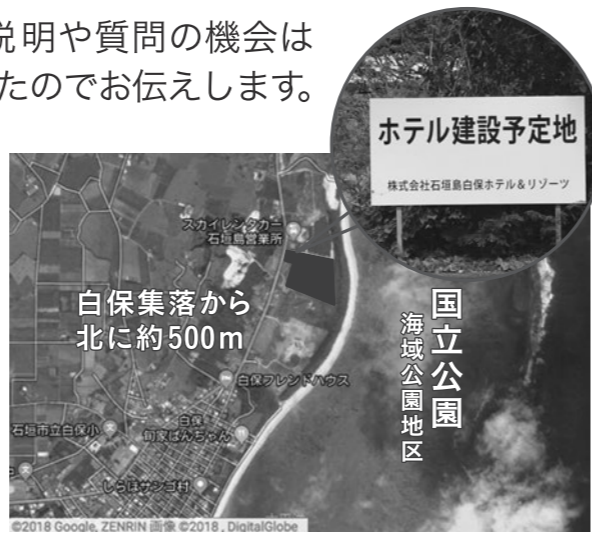 説明や質問の機会は
たのでお伝えします。
ホテル建設予定地
株式会社石垣島白保ホテル&リゾーツ
スカイレンタカー
石垣島営業所
白保集落から
北に約500m
国立公園
海域公園地区
白保フレンドハウス
石垣市立白保小
白保
旬家ばんちゃん
しらほサンゴ村
©2018 Google, ZENRIN 画像 ©2018 , DigitalGlobe